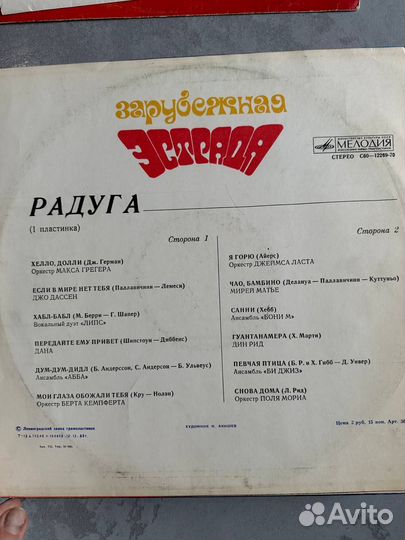 зарубежная
эстрада
МЕЛОДИЯ
СТЕРЕО С60—12269-70
РАДУГА
(1 пластинка)
Сторона 1
ХЕЛЛО, ДОЛЛИ (Дж. Герман)
Оркестр МАКСА ГРЕГЕРА
ЕСЛИ В МИРЕ НЕТ ТЕБЯ (Паллавичини — Лемеси)
ДЖО ДАССЕН
ХАБЛ-БАБЛ (М. Берри — Г. Шапер)
Вокальный дуэт «ЛИПС»
ПЕРЕДАЙТЕ ЕМУ ПРИВЕТ (Шипстоун — Диббенс)
ДАНА
ДУМ-ДУМ-ДИДЛ (Б. Андерссон, С. Андерсон — Б. Ульвеус)
Ансамбль «АББА»
МОИ ГЛАЗА ОБОЖАЛИ ТЕБЯ (Кру — Нолан)
Оркестр БЕРТА КЕМПФЕРТА
Сторона 2
Я ГОРЮ (Айерс)
Оркестр ДЖЕЙМСА ЛАСТА
ЧАО, БАМБИНО (Делануа — Паллавичини — Куттуньо)
МИРЕЙ МАТЬЕ
САННИ (Хебб)
Ансамбль «БОНИ М»
ГУАНТАНАМЕРА (Х. Марти)
ДИН РИД
ПЕВЧАЯ ПТИЦА (Б. Р. и Х. Гибб — Д. Уивер)
Ансамбль «БИ ДЖИЗ»
СНОВА ДОМА (Л. Рид)
Оркестр ПОЛЯ МОРИА
Ленинградский завод грампластинок
ХУДОЖНИК Н. АКИШЕВ
Цена 2 руб. 15 коп. Арт.
Avito